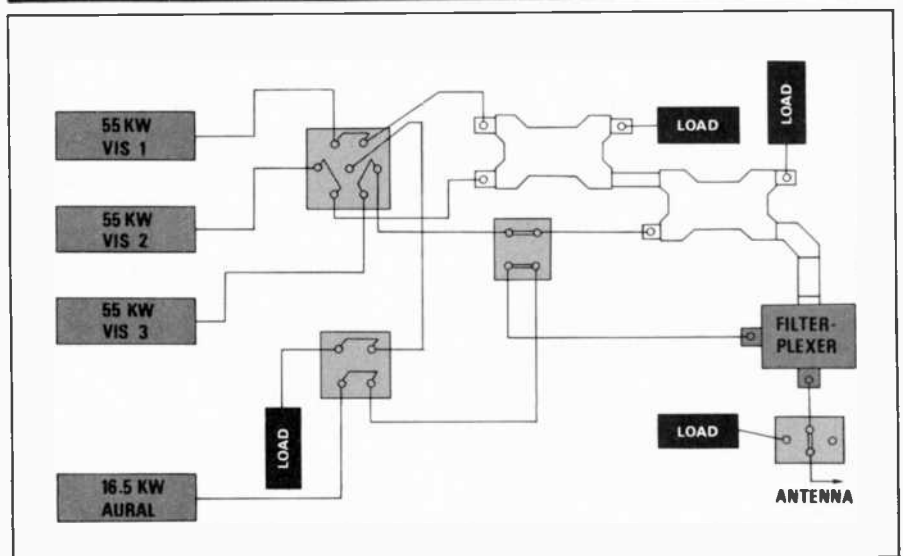 55 KW
VIS 1
55 KW
VIS 2
55 KW
VIS 3
16.5 KW
AURAL
LOAD
LOAD
LOAD
FILTER-
PLEXER
LOAD
ANTENNA